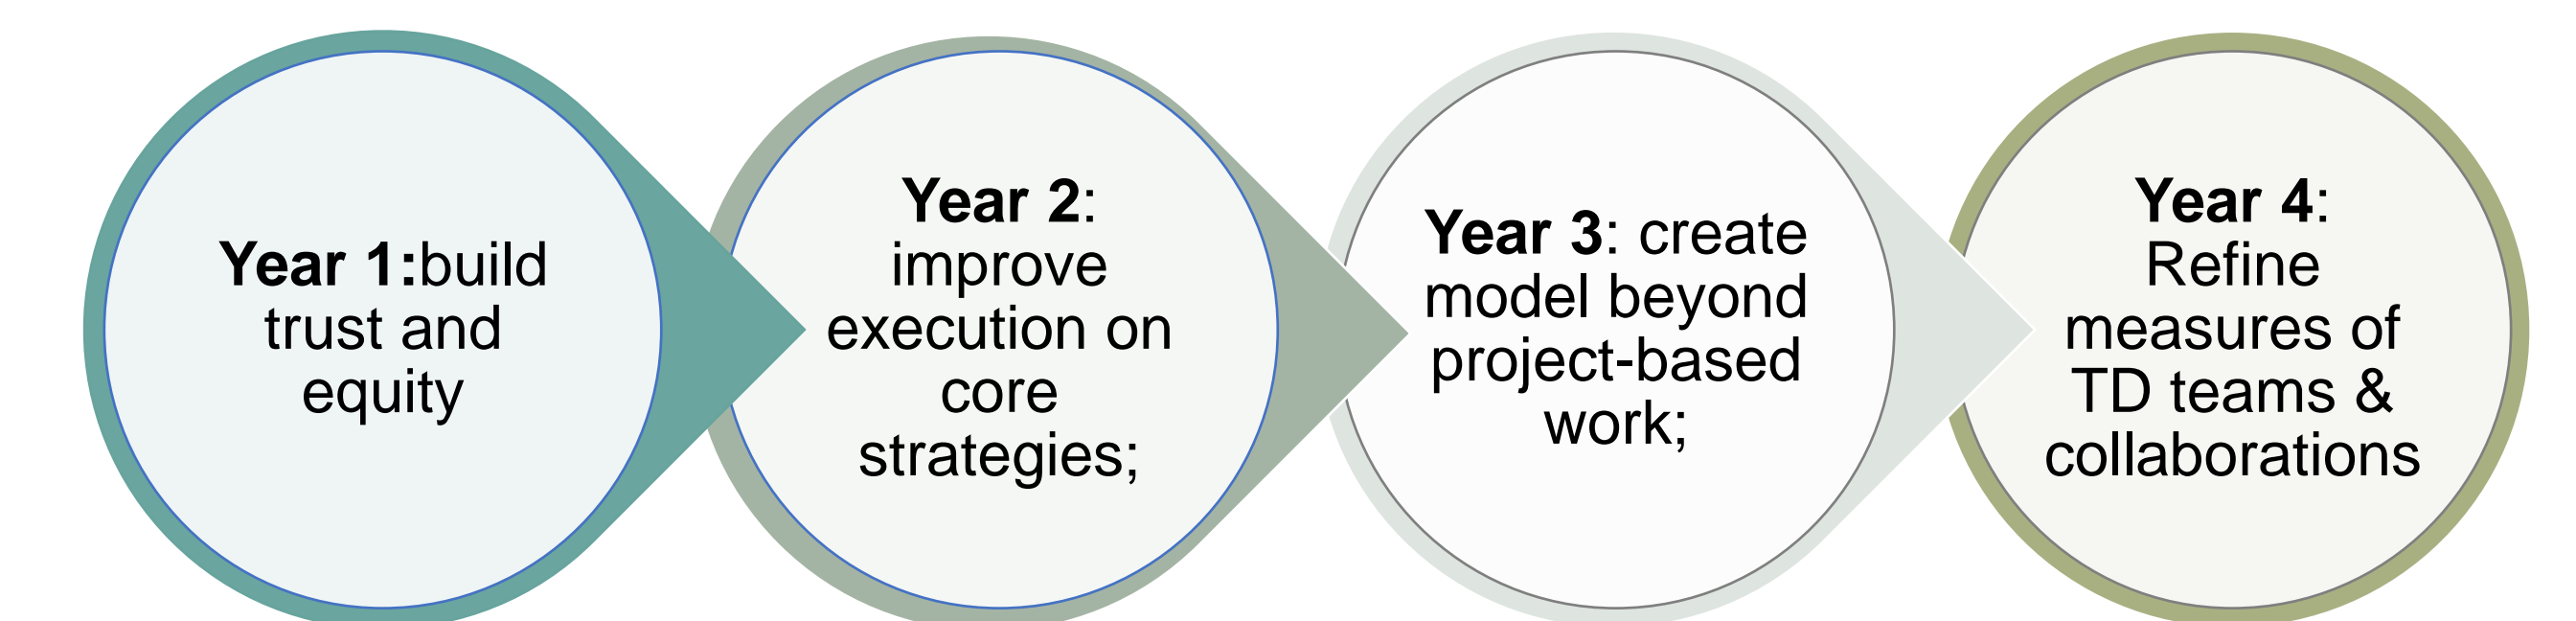 Year 1:build
trust and
equity
Year 2:
improve
execution on
core
strategies;
Year 3: create
model beyond
project-based
work;
Year 4:
Refine
measures of
TD teams &
collaborations